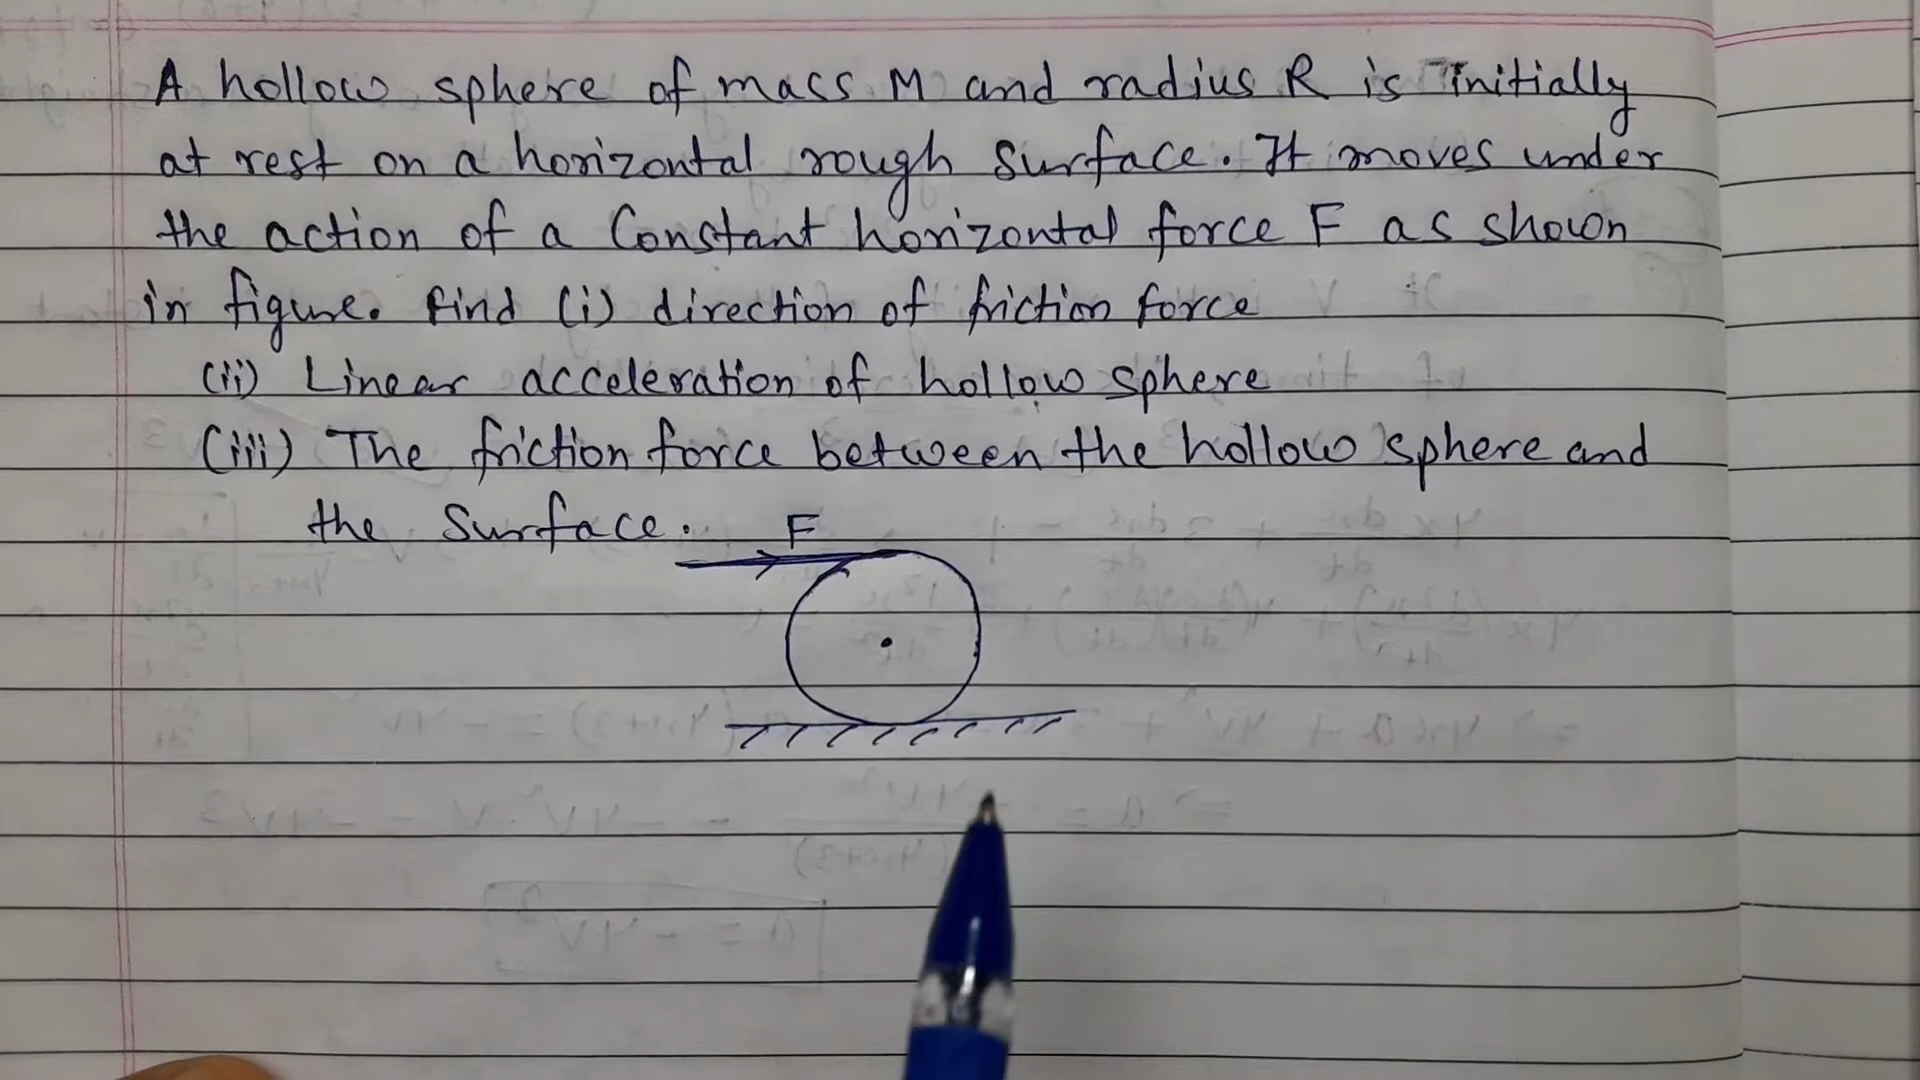 A hollow sphere of mass M and radius R is initially
at rest on a horizontal rough surface. It moves under
the action of a Constant horizontal force F as shown
in figure. find (i) direction of friction force
(ii) Linear acceleration of hollow sphere
(iii) The friction force between the hollow sphere and
the Surface.
F